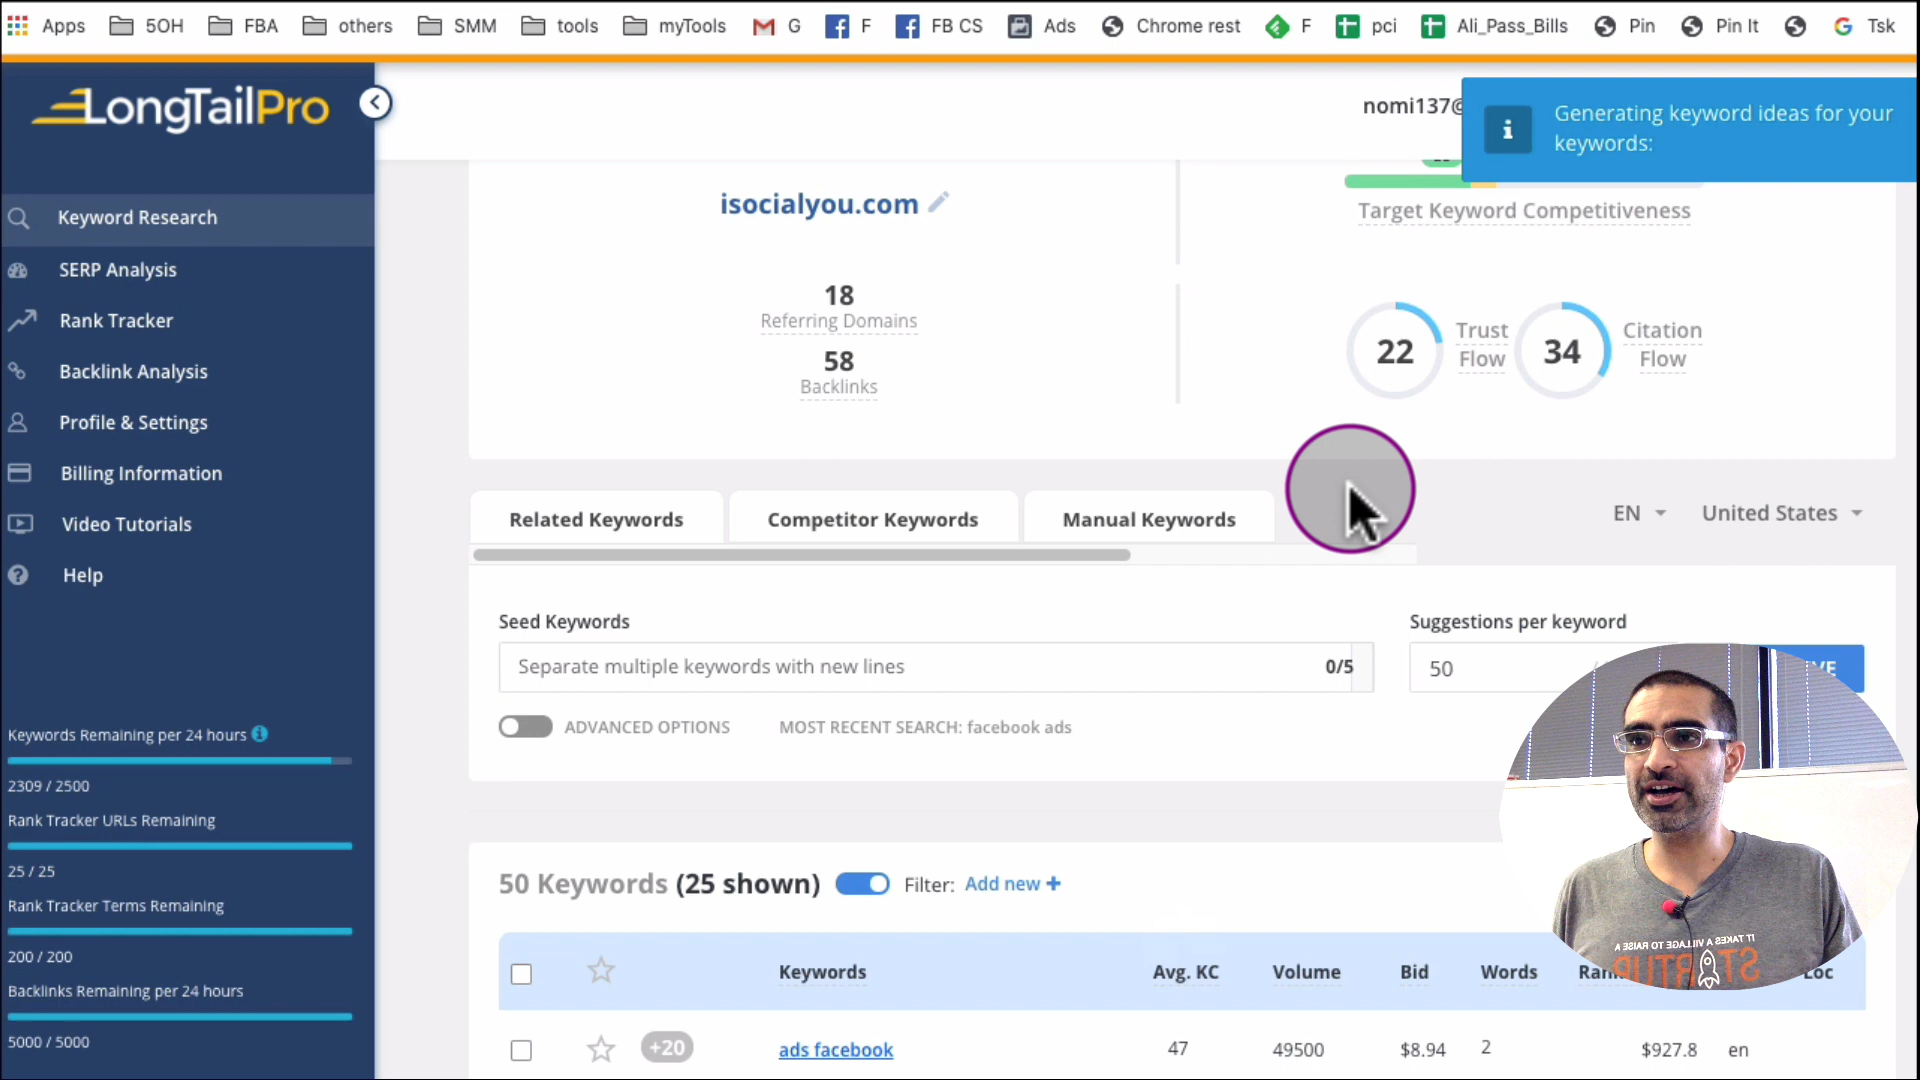 Apps 5OH FBA others SMM tools myTools G F FB CS Ads Chrome rest F pci Ali_Pass_Bills Pin Pin It Tsk
LongTailPro
nomi137@
Generating keyword ideas for your
keywords:
Keyword Research
SERP Analysis
Rank Tracker
Backlink Analysis
Profile & Settings
Billing Information
Video Tutorials
Help
Keywords Remaining per 24 hours
2309 / 2500
Rank Tracker URLs Remaining
25 / 25
Rank Tracker Terms Remaining
200 / 200
Backlinks Remaining per 24 hours
5000 / 5000
isocialyou.com
18
Referring Domains
58
Backlinks
Target Keyword Competitiveness
22 Trust Flow
34 Citation Flow
Related Keywords Competitor Keywords Manual Keywords
EN United States
Seed Keywords
Separate multiple keywords with new lines 0/5
Suggestions per keyword
50
ADVANCED OPTIONS MOST RECENT SEARCH: facebook ads
50 Keywords (25 shown) Filter: Add new +
Keywords Avg. KC Volume Bid Words
+20 ads facebook 47 49500 $8.94 2 $927.8 en
IT TAKES A VILLAGE TO RAISE A
STARTUP